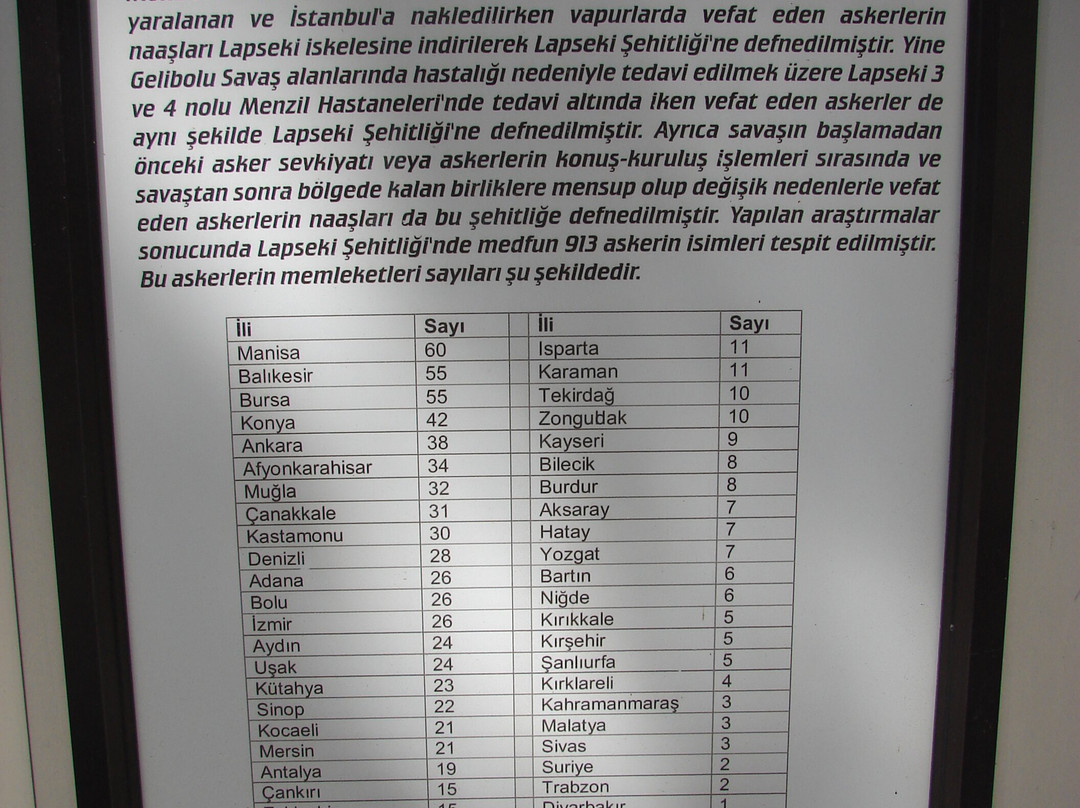 yaralanan ve İstanbul'a nakledilirken vapurlarda vefat eden askerlerin
naaşları Lapseki iskelesine indirilerek Lapseki Şehitliği'ne defnedilmiştir. Yine
Gelibolu Savaş alanlarında hastalığı nedeniyle tedavi edilmek üzere Lapseki 3
ve 4 nolu Menzil Hastaneleri'nde tedavi altında iken vefat eden askerler de
aynı şekilde Lapseki Şehitliği'ne defnedilmiştir. Ayrıca savaşın başlamadan
önceki asker sevkiyatı veya askerlerin konuş-kuruluş işlemleri sırasında ve
savaştan sonra bölgede kalan birliklere mensup olup değişik nedenlerle vefat
eden askerlerin naaşları da bu şehitliğe defnedilmiştir. Yapılan araştırmalar
sonucunda Lapseki Şehitliği'nde medfun 913 askerin isimleri tespit edilmiştir.
Bu askerlerin memleketleri sayıları şu şekildedir.
İli Sayı İli Sayı
Manisa 60 Isparta 11
Balıkesir 55 Karaman 11
Bursa 55 Tekirdağ 10
Konya 42 Zonguldak 10
Ankara 38 Kayseri 9
Afyonkarahisar 34 Bilecik 8
Muğla 32 Burdur 8
Çanakkale 31 Aksaray 7
Kastamonu 30 Hatay 7
Denizli 28 Yozgat 7
Adana 26 Bartın 6
Bolu 26 Niğde 6
İzmir 26 Kırıkkale 5
Aydın 24 Kırşehir 5
Uşak 24 Şanlıurfa 5
Kütahya 23 Kırklareli 4
Sinop 22 Kahramanmaraş 3
Kocaeli 21 Malatya 3
Mersin 21 Sivas 3
Antalya 19 Suriye 2
Çankırı 15 Trabzon 2
15 Diyarbakır 1